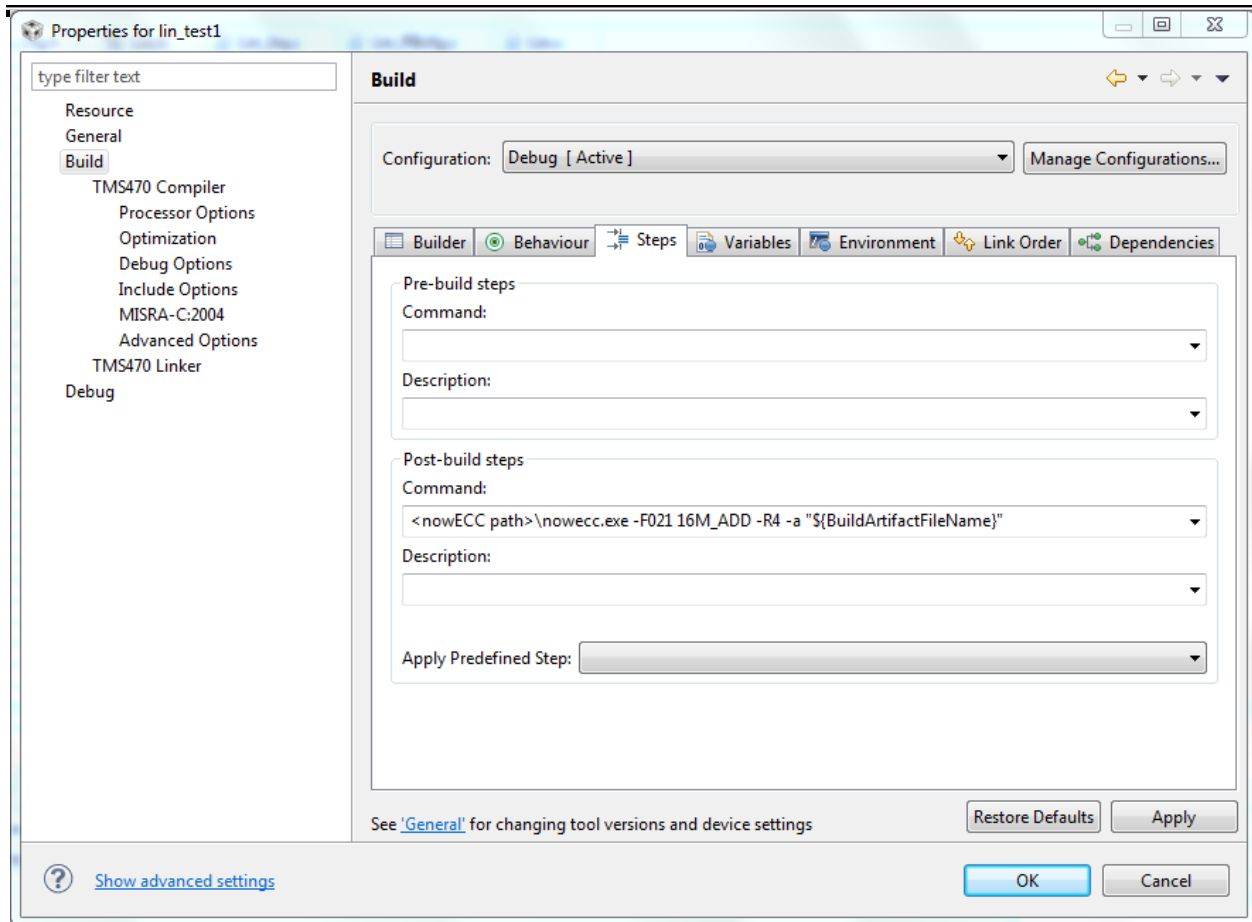 Properties for lin_test1
type filter text
Resource
General
Build
TMS470 Compiler
Processor Options
Optimization
Debug Options
Include Options
MISRA-C:2004
Advanced Options
TMS470 Linker
Debug
Build
Configuration: Debug [ Active ] Manage Configurations...
Builder Behaviour Steps Variables Environment Link Order Dependencies
Pre-build steps
Command:
Description:
Post-build steps
Command:
<nowECC path>\nowecc.exe -F021 16M_ADD -R4 -a "${BuildArtifactFileName}"
Description:
Apply Predefined Step:
Restore Defaults Apply
See 'General' for changing tool versions and device settings
? Show advanced settings OK Cancel